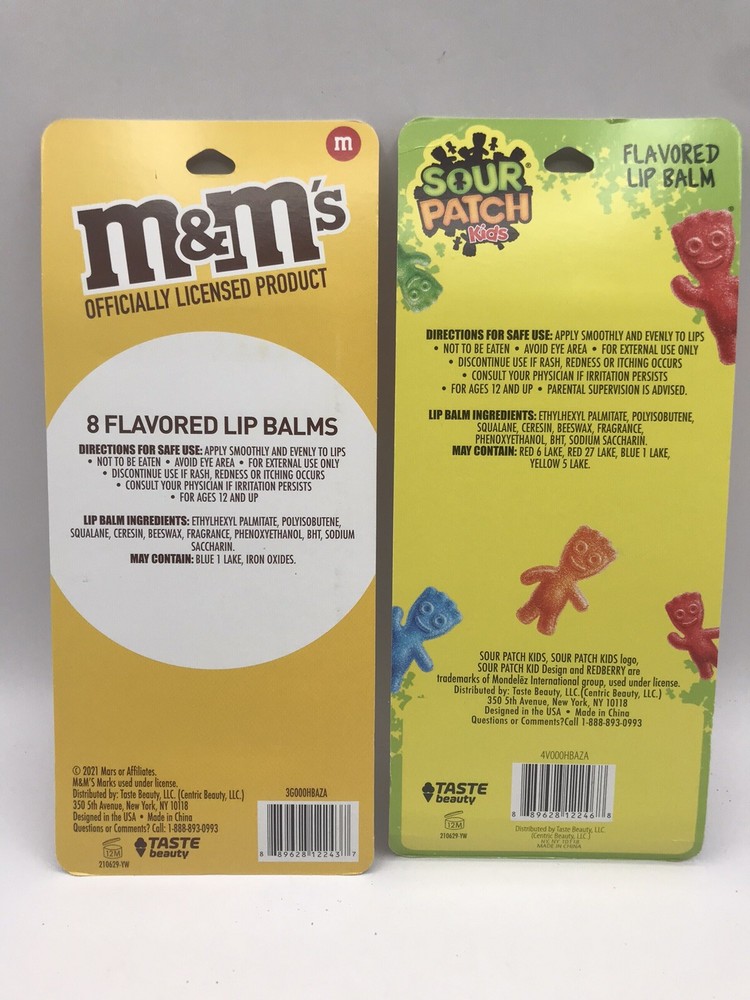 m
m&m's
OFFICIALLY LICENSED PRODUCT
8 FLAVORED LIP BALMS
DIRECTIONS FOR SAFE USE: APPLY SMOOTHLY AND EVENLY TO LIPS
• NOT TO BE EATEN • AVOID EYE AREA • FOR EXTERNAL USE ONLY
• DISCONTINUE USE IF RASH, REDNESS OR ITCHING OCCURS
• CONSULT YOUR PHYSICIAN IF IRRITATION PERSISTS
• FOR AGES 12 AND UP
LIP BALM INGREDIENTS: ETHYLHEXYL PALMITATE, POLYISOBUTENE,
SQUALANE, CERESIN, BEESWAX, FRAGRANCE, PHENOXYETHANOL, BHT, SODIUM
SACCHARIN.
MAY CONTAIN: BLUE 1 LAKE, IRON OXIDES.
© 2021 Mars or Affiliates.
M&M'S Marks used under license.
Distributed by: Taste Beauty, LLC. (Centric Beauty, LLC.)
350 5th Avenue, New York, NY 10118
Designed in the USA • Made in China
Questions or Comments? Call: 1-888-893-0993
12M
210629-YW
TASTE
beauty
3G000HBAZA
8 89628 12243 7
SOUR
PATCH
Kids
FLAVORED
LIP BALM
DIRECTIONS FOR SAFE USE: APPLY SMOOTHLY AND EVENLY TO LIPS
• NOT TO BE EATEN • AVOID EYE AREA • FOR EXTERNAL USE ONLY
• DISCONTINUE USE IF RASH, REDNESS OR ITCHING OCCURS
• CONSULT YOUR PHYSICIAN IF IRRITATION PERSISTS
• FOR AGES 12 AND UP • PARENTAL SUPERVISION IS ADVISED.
LIP BALM INGREDIENTS: ETHYLHEXYL PALMITATE, POLYISOBUTENE,
SQUALANE, CERESIN, BEESWAX, FRAGRANCE,
PHENOXYETHANOL, BHT, SODIUM SACCHARIN.
MAY CONTAIN: RED 6 LAKE, RED 27 LAKE, BLUE 1 LAKE,
YELLOW 5 LAKE.
SOUR PATCH KIDS, SOUR PATCH KIDS logo,
SOUR PATCH KID Design and REDBERRY are
trademarks of Mondelēz International group, used under license.
Distributed by: Taste Beauty, LLC.(Centric Beauty, LLC.)
350 5th Avenue, New York, NY 10118
Designed in the USA • Made in China
Questions or Comments?Call 1-888-893-0993
4V000HBAZA
TASTE
beauty
12M
210629-YW
8 89628 12246 8
Distributed by Taste Beauty, LLC
(Centric Beauty, LLC.)
NY, NY 10118
MADE IN CHINA